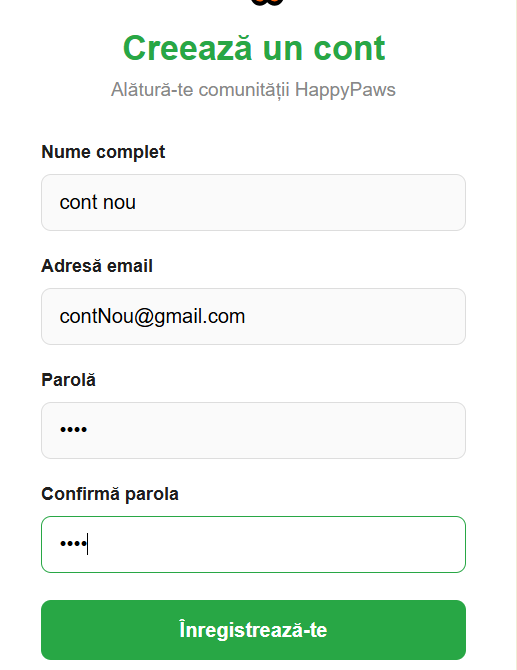 Creează un cont
Alătură-te comunității HappyPaws
Nume complet
cont nou
Adresă email
contNou@gmail.com
Parolă
••••
Confirmă parola
••••
Înregistrează-te